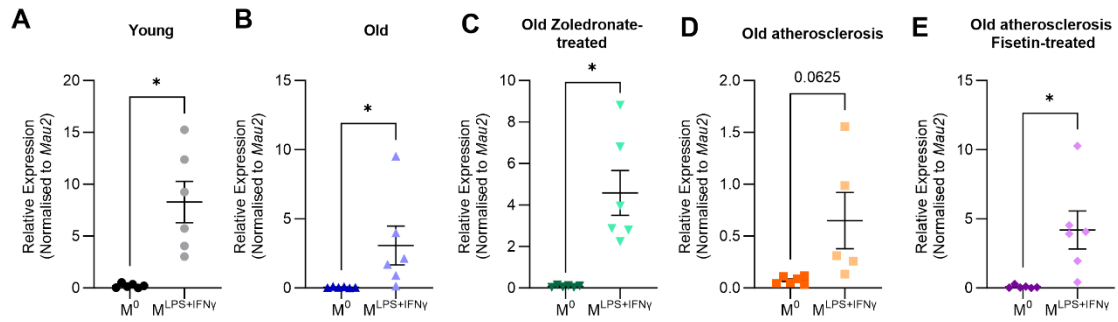 A
Young
Relative Expression
(Normalised to Mau2)
20
15
10
5
0
*
M⁰
Mᴸᴾˢ⁺ᴵᶠᴺᵞ
B
Old
Relative Expression
(Normalised to Mau2)
15
10
5
0
*
M⁰
Mᴸᴾˢ⁺ᴵᶠᴺᵞ
C
Old Zoledronate-
treated
Relative Expression
(Normalised to Mau2)
10
8
6
4
2
0
*
M⁰
Mᴸᴾˢ⁺ᴵᶠᴺᵞ
D
Old atherosclerosis
Relative Expression
(Normalised to Mau2)
2.0
1.5
1.0
0.5
0.0
0.0625
M⁰
Mᴸᴾˢ⁺ᴵᶠᴺᵞ
E
Old atherosclerosis
Fisetin-treated
Relative Expression
(Normalised to Mau2)
15
10
5
0
*
M⁰
Mᴸᴾˢ⁺ᴵᶠᴺᵞ